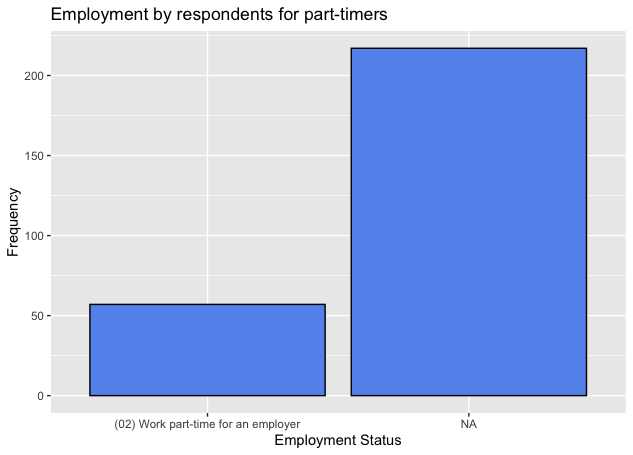 Employment by respondents for part-timers
200
150
100
50
0
Frequency
(02) Work part-time for an employer
NA
Employment Status